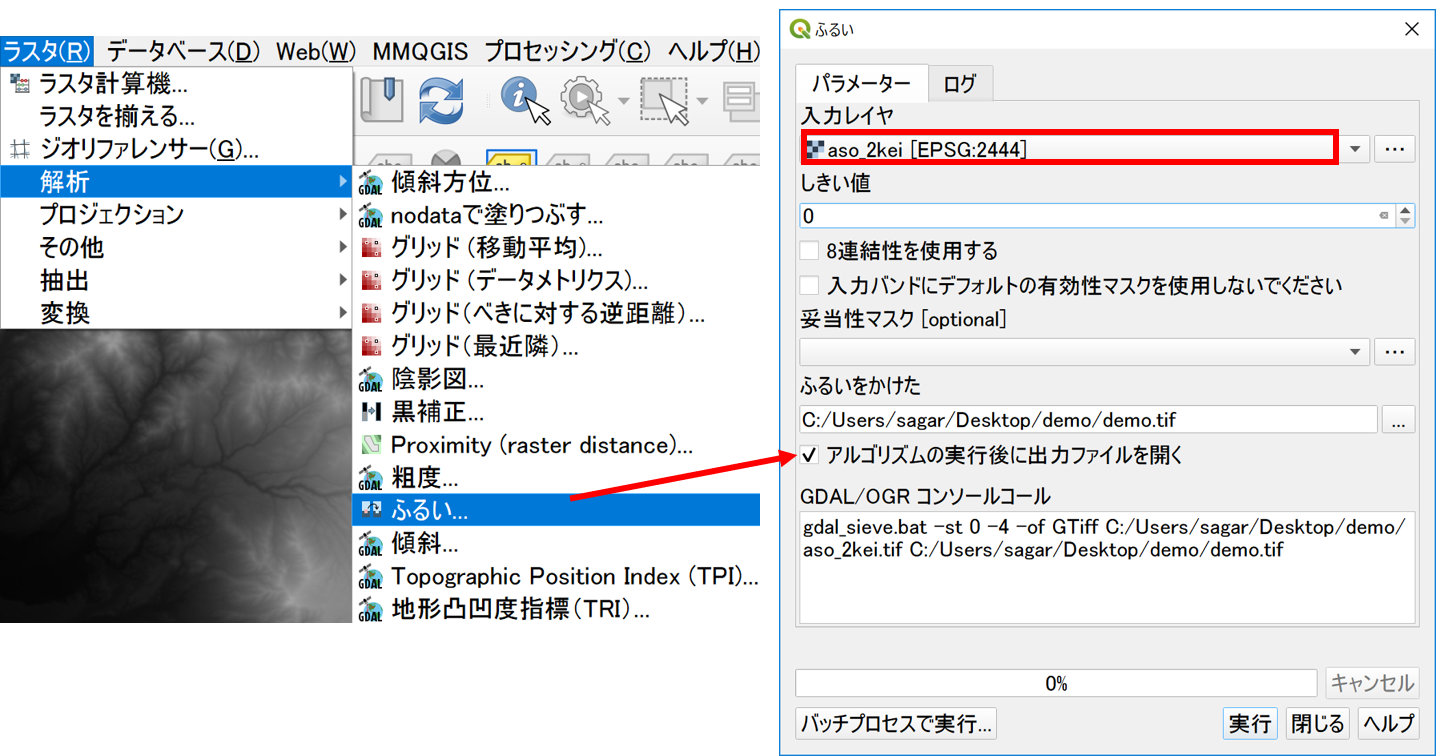 ラスタ(R) データベース(D) Web(W) MMQGIS プロセッシング(C) ヘルプ(H)
ラスタ計算機...
ラスタを揃える...
ジオリファレンサー(G)...
解析
プロジェクション
その他
抽出
変換
GDAL 傾斜方位...
GDAL nodataで塗りつぶす...
グリッド (移動平均)...
グリッド (データメトリクス)...
グリッド(べきに対する逆距離)...
グリッド(最近隣)...
GDAL 陰影図...
黒補正...
Proximity (raster distance)...
GDAL 粗度...
ふるい...
GDAL 傾斜...
GDAL Topographic Position Index (TPI)...
GDAL 地形凸凹度指標(TRI)...
ふるい
パラメーター ログ
入力レイヤ
aso_2kei [EPSG:2444]
...
しきい値
0
8連結性を使用する
入力バンドにデフォルトの有効性マスクを使用しないでください
妥当性マスク [optional]
...
ふるいをかけた
C:/Users/sagar/Desktop/demo/demo.tif
...
アルゴリズムの実行後に出力ファイルを開く
GDAL/OGR コンソールコール
gdal_sieve.bat -st 0 -4 -of GTiff C:/Users/sagar/Desktop/demo/
aso_2kei.tif C:/Users/sagar/Desktop/demo/demo.tif
0%
キャンセル
バッチプロセスで実行... 実行 閉じる ヘルプ